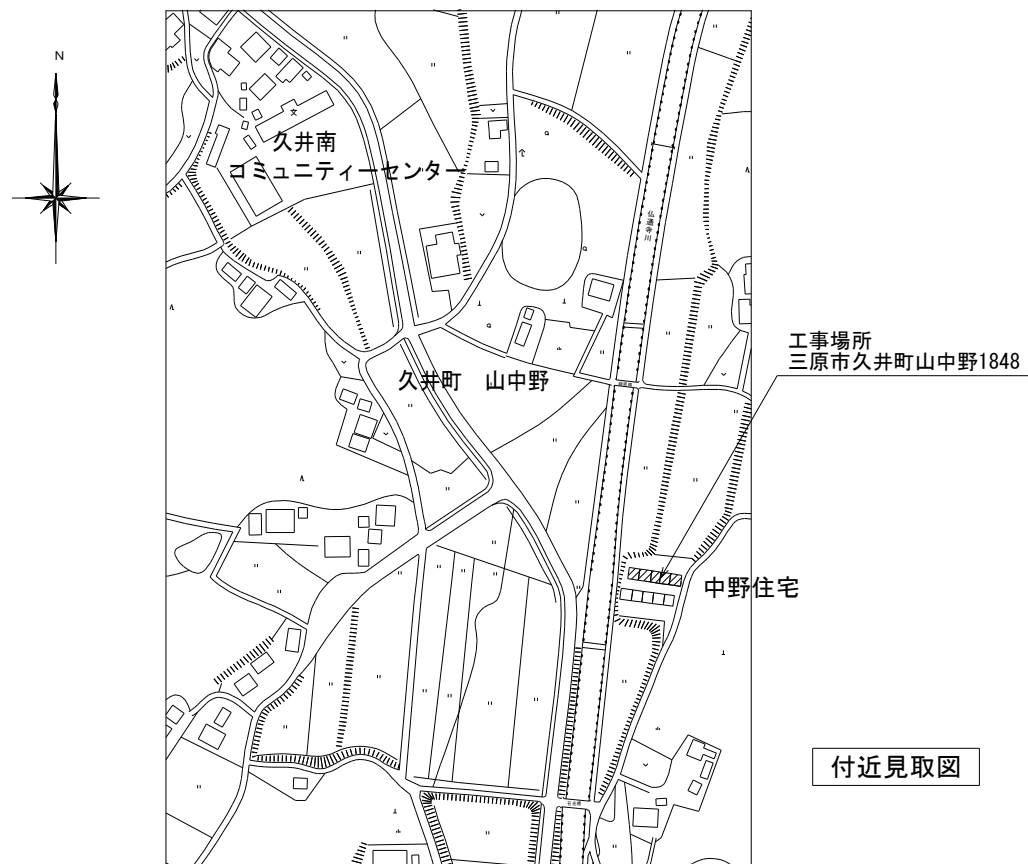 N
文
久井南
コミュニティーセンター
仏通寺川
工事場所
三原市久井町山中野1848
久井町　山中野
中野住宅
付近見取図